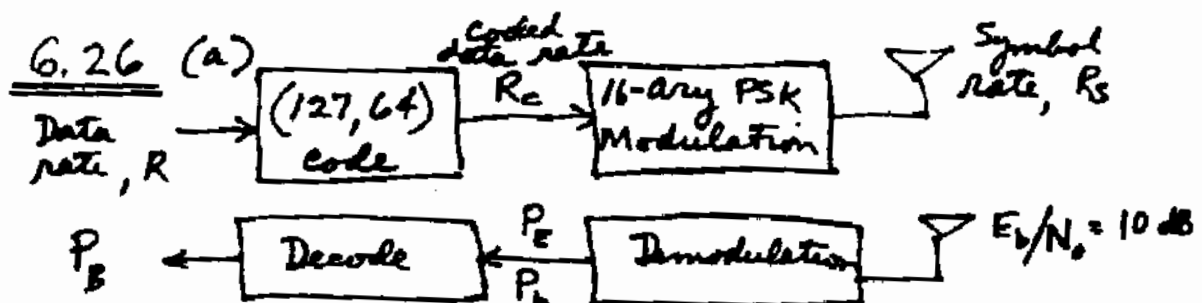 6.26 (a)
Data rate, R
(127,64) code
coded data rate Rc
16-ary PSK Modulation
Symbol rate, Rs
PB
Decode
PE
Pb
Demodulation
Eb/No = 10 dB